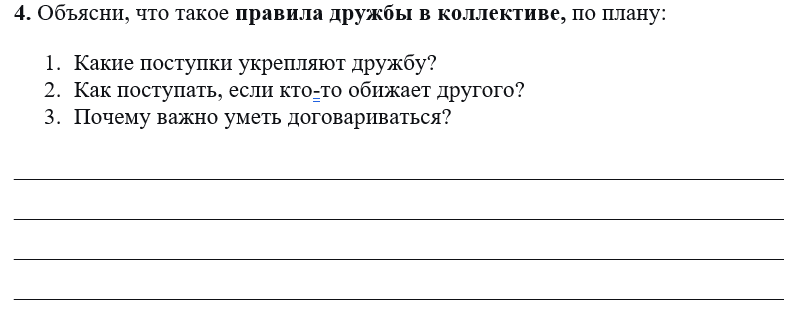 4. Объясни, что такое правила дружбы в коллективе, по плану:
1. Какие поступки укрепляют дружбу?
2. Как поступать, если кто-то обижает другого?
3. Почему важно уметь договариваться?